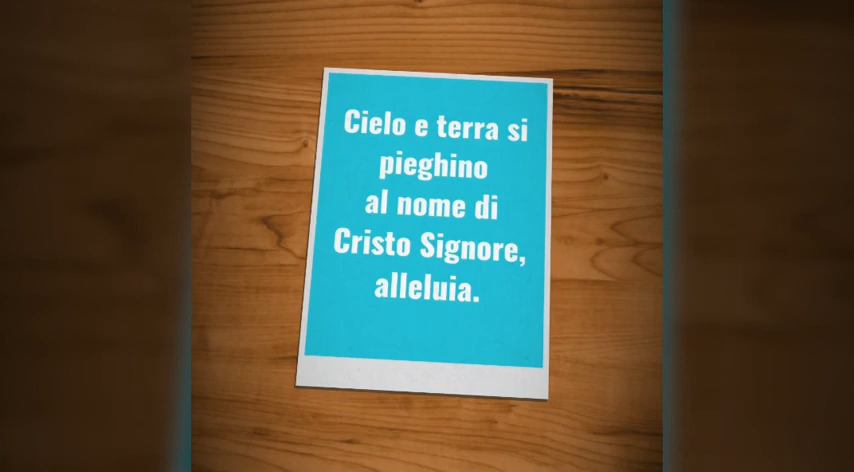 Cielo e terra si
pieghino
al nome di
Cristo Signore,
alleluia.